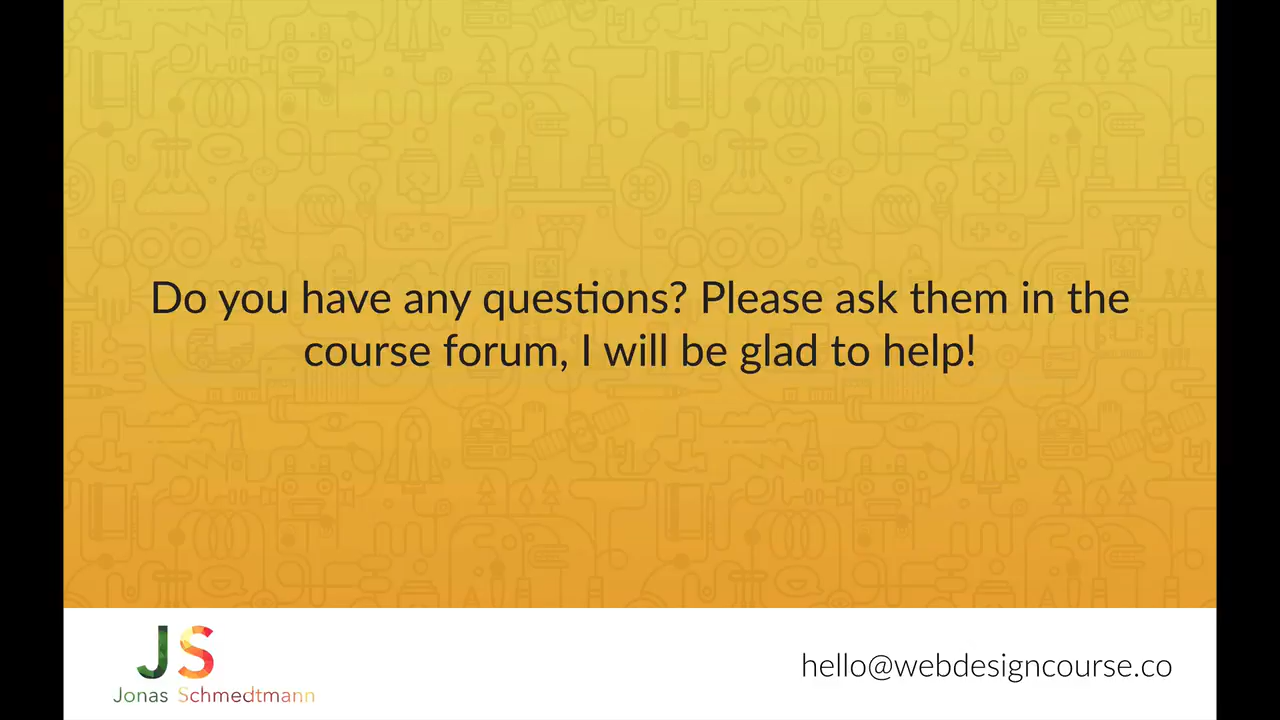 Do you have any questions? Please ask them in the
course forum, I will be glad to help!
JS
Jonas Schmedtmann
hello@webdesigncourse.co